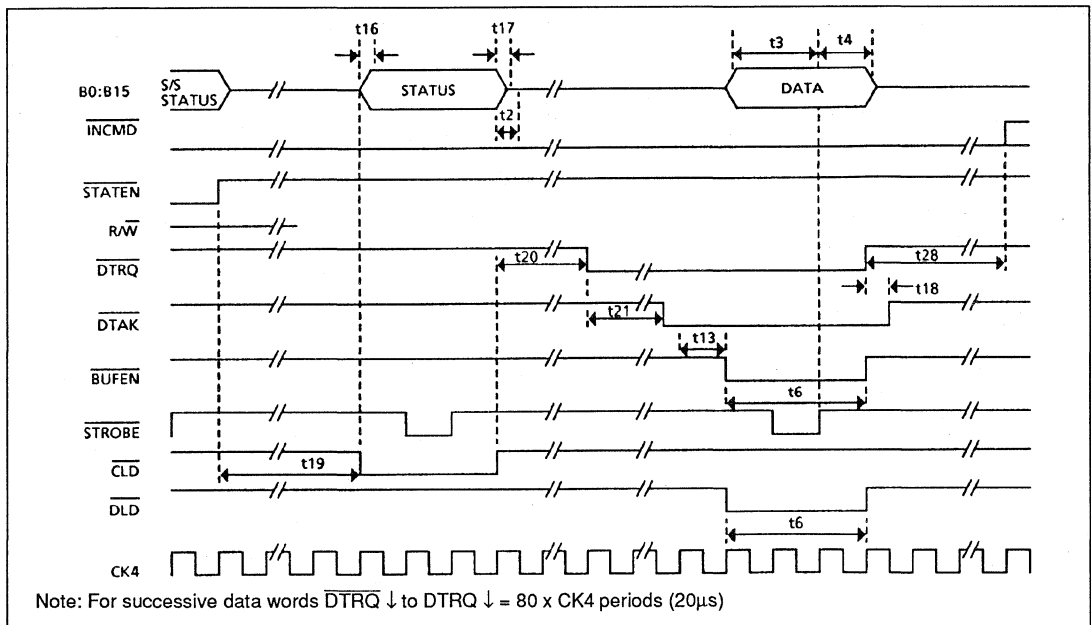 t16 t17 t3 t4
B0:B15 S/S STATUS STATUS DATA
t2
INCMD
STATEN
R/W
DTRQ t20 t28
t18
DTAK t21
t13
BUFEN
t6
STROBE
CLD t19
DLD
t6
CK4
Note: For successive data words DTRQ ↓ to DTRQ ↓ = 80 x CK4 periods (20μs)